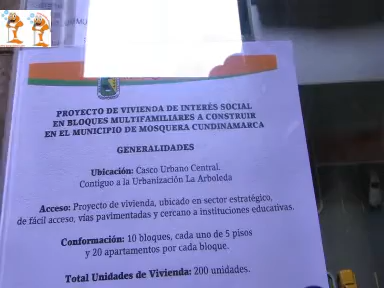 PROYECTO DE VIVIENDA DE INTERÉS SOCIAL
EN BLOQUES MULTIFAMILIARES A CONSTRUIR
EN EL MUNICIPIO DE MOSQUERA CUNDINAMARCA
GENERALIDADES
Ubicación: Casco Urbano Central.
Contiguo a la Urbanización La Arboleda
Acceso: Proyecto de vivienda, ubicado en sector estratégico,
de fácil acceso, vías pavimentadas y cercano a instituciones educativas.
Conformación: 10 bloques, cada uno de 5 pisos
y 20 apartamentos por cada bloque.
Total Unidades de Vivienda: 200 unidades.